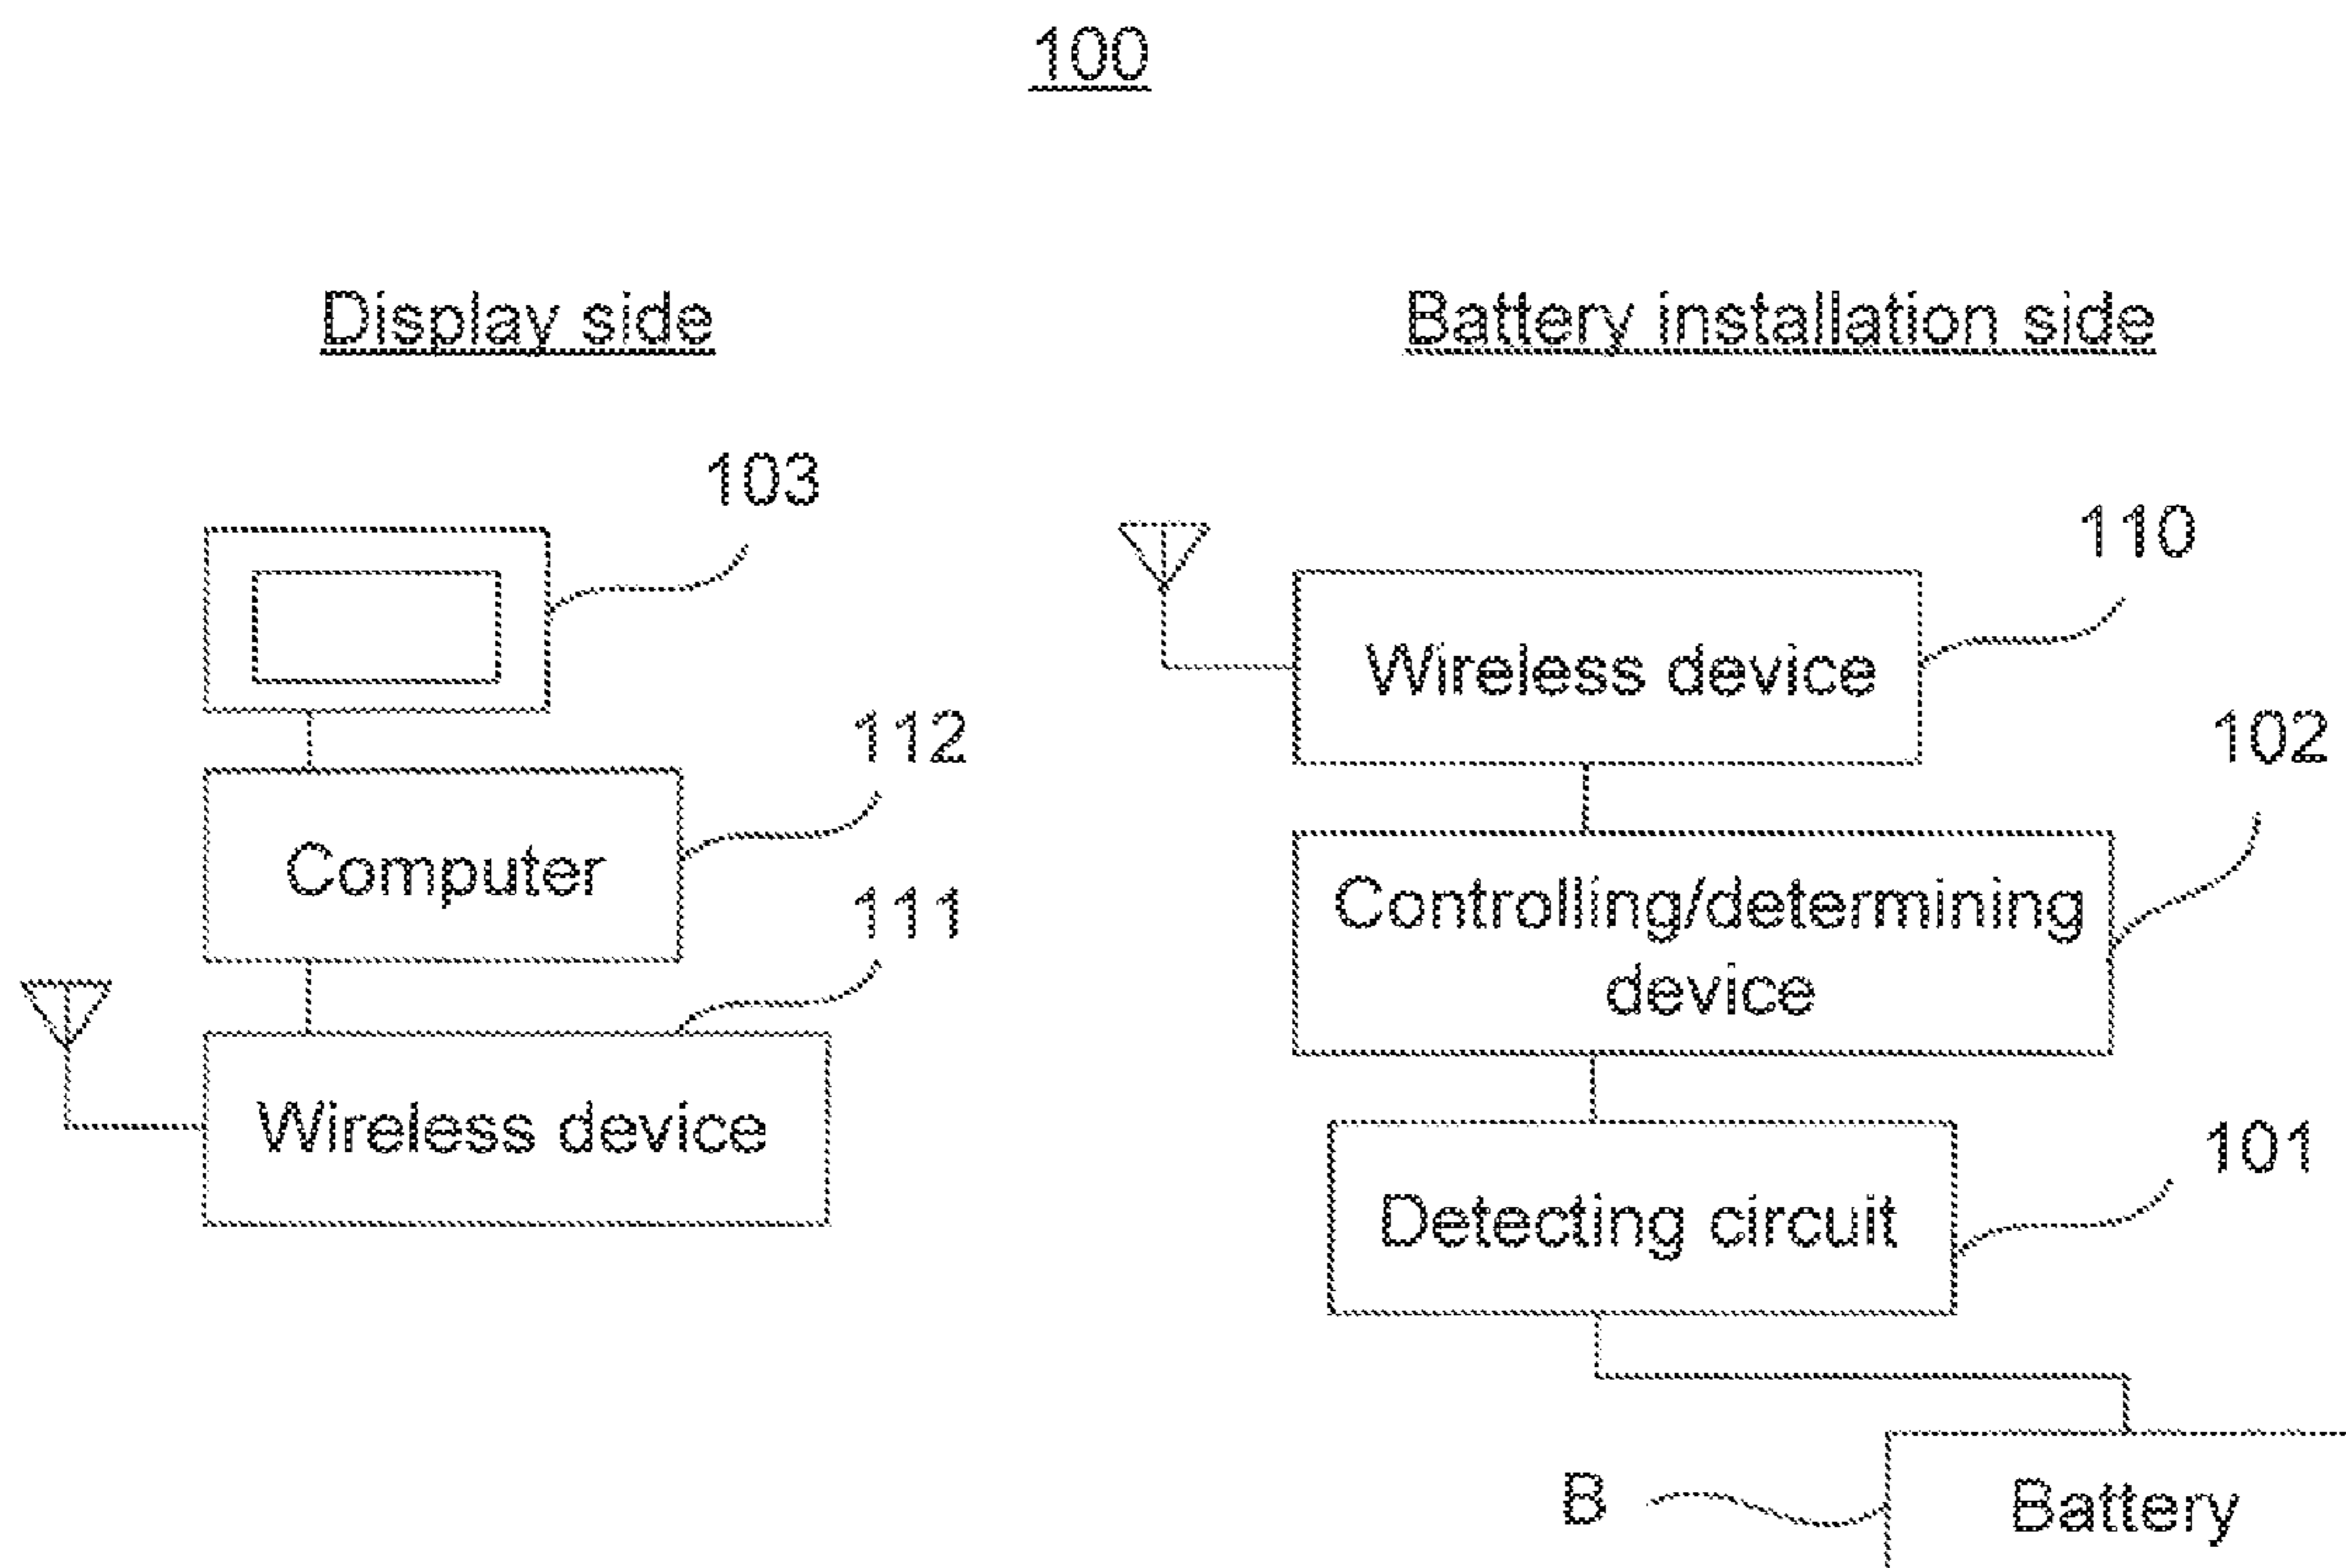 100
Display side
Battery installation side
103
110
Wireless device
112
102
Computer
Controlling/determining
device
111
Wireless device
101
Detecting circuit
B
Battery